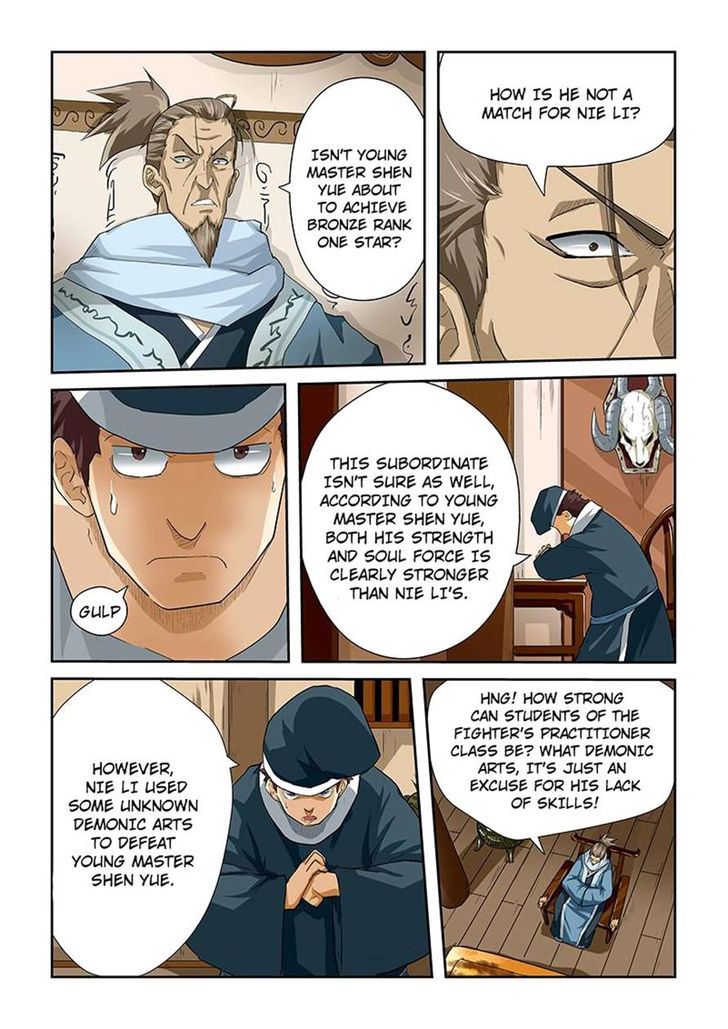 ISN'T YOUNG
MASTER SHEN
YUE ABOUT
TO ACHIEVE
BRONZE RANK
ONE STAR?
HOW IS HE NOT A
MATCH FOR NIE LI?
GULP
THIS SUBORDINATE
ISN'T SURE AS WELL,
ACCORDING TO YOUNG
MASTER SHEN YUE,
BOTH HIS STRENGTH
AND SOUL FORCE IS
CLEARLY STRONGER
THAN NIE LI'S.
HOWEVER,
NIE LI USED
SOME UNKNOWN
DEMONIC ARTS
TO DEFEAT
YOUNG MASTER
SHEN YUE.
HNG! HOW STRONG
CAN STUDENTS OF THE
FIGHTER'S PRACTITIONER
CLASS BE? WHAT DEMONIC
ARTS, IT'S JUST AN
EXCUSE FOR HIS LACK
OF SKILLS!